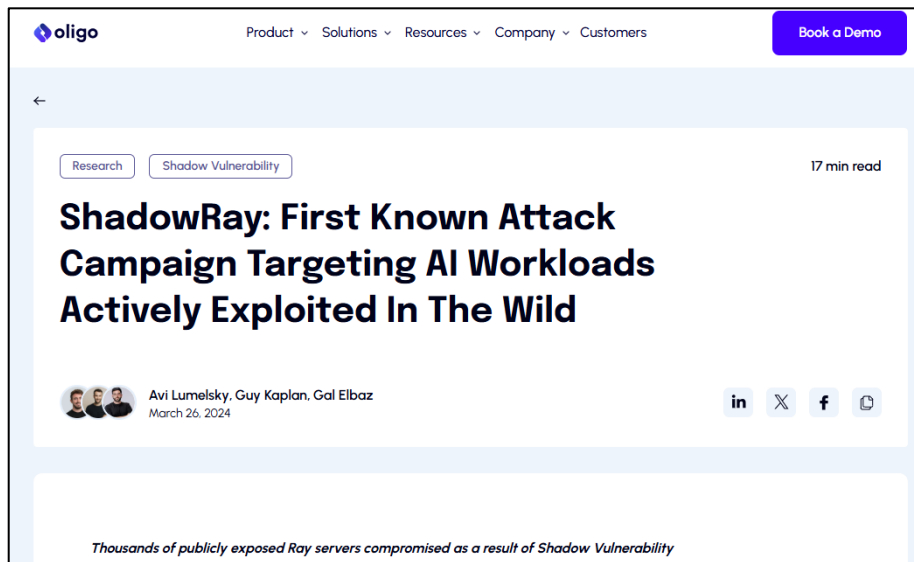 oligo
Product Solutions Resources Company Customers
Book a Demo
Research Shadow Vulnerability
17 min read
ShadowRay: First Known Attack
Campaign Targeting AI Workloads
Actively Exploited In The Wild
Avi Lumelsky, Guy Kaplan, Gal Elbaz
March 26, 2024
in X f
Thousands of publicly exposed Ray servers compromised as a result of Shadow Vulnerability